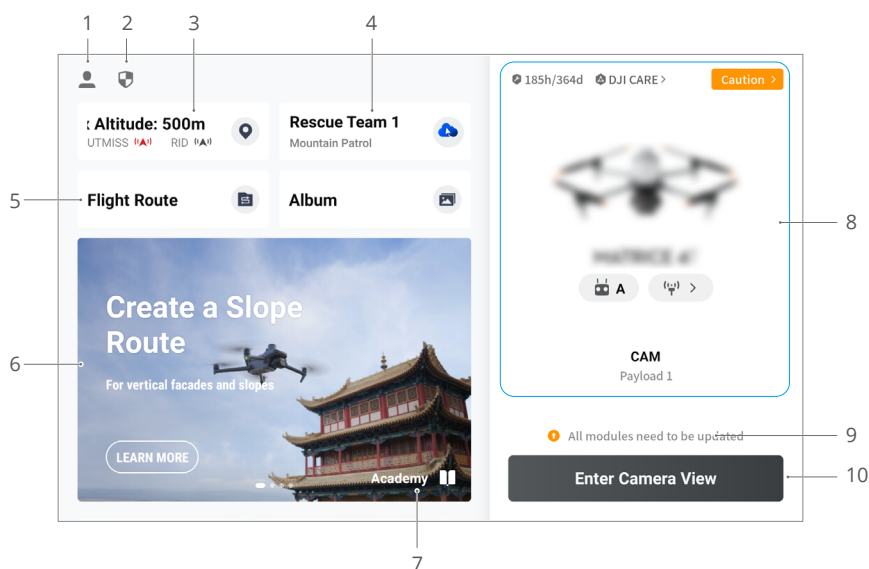 1
2
3
4
: Altitude: 500m
UTMISS RID
Rescue Team 1
Mountain Patrol
5
Flight Route
Album
185h/364d DJI CARE >
Caution >
8
A
CAM
Payload 1
6
Create a Slope
Route
For vertical facades and slopes
LEARN MORE
Academy
7
All modules need to be updated
9
Enter Camera View
10